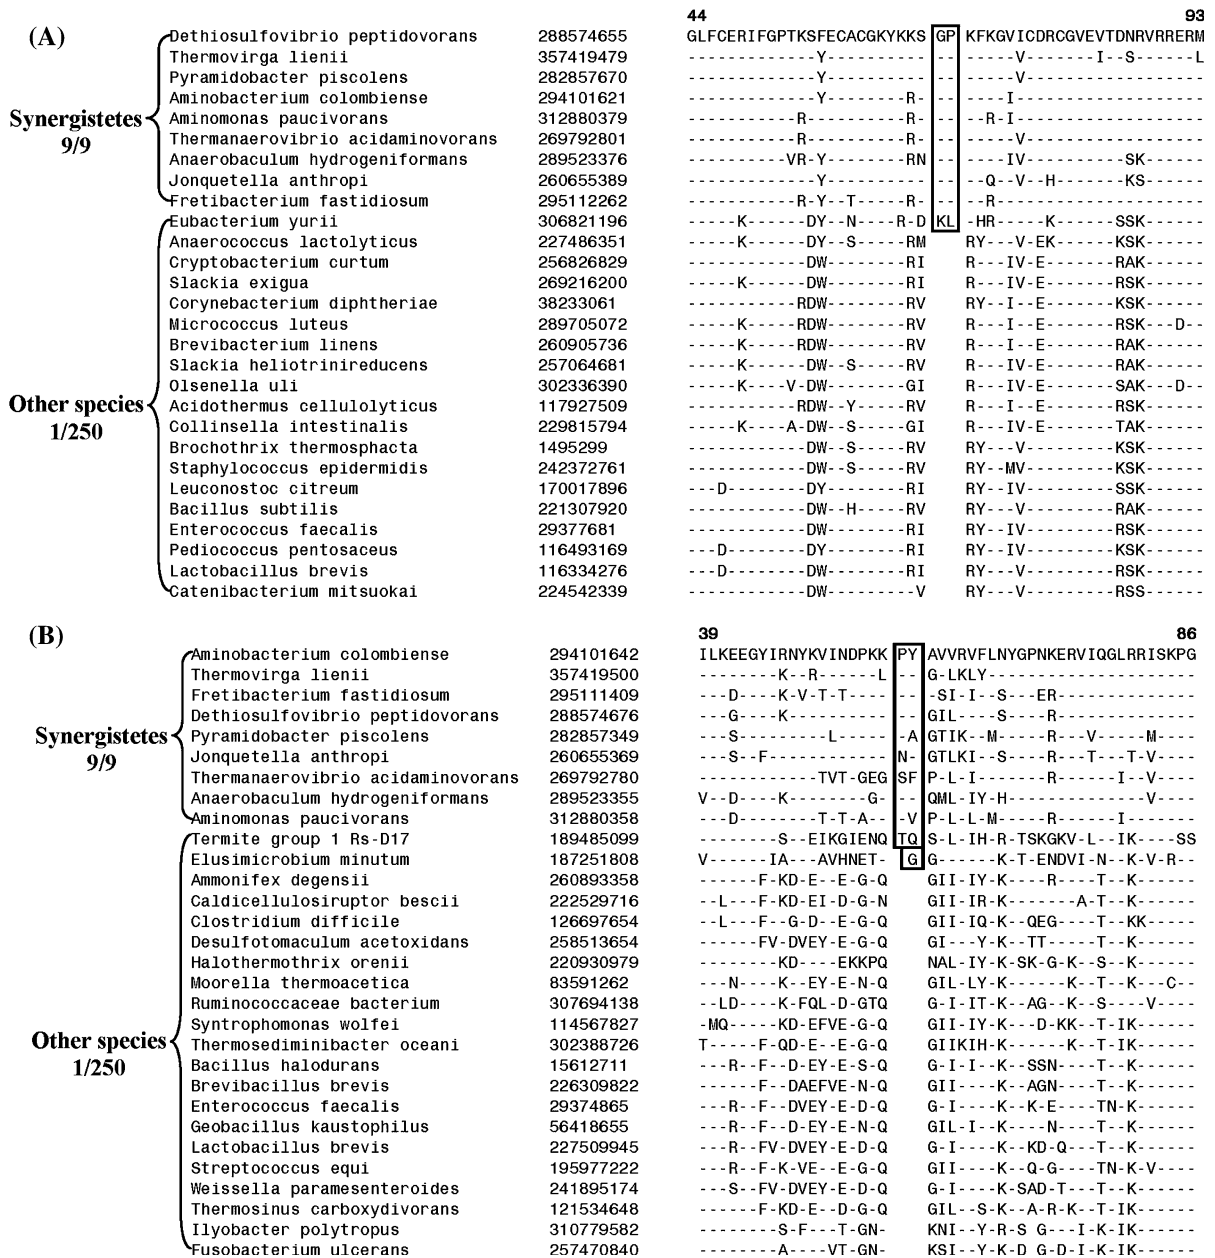 (A)
44 93
Dethiosulfovibrio peptidovorans 288574655 GLFCERIFGPTKSFECACGKYKKS GP KFKGVICDRCGVEVTDNRVRRERM
Thermovirga lienii 357419479 -------------Y---------- -- -----V-------I--S------L
Pyramidobacter piscolens 282857670 -------------Y---------- -- -----V------------------
Aminobacterium colombiense 294101621 -------------Y--------R- -- ----I-------------------
Aminomonas paucivorans 312880379 -----------R----------R- -- --R-I-------------------
Thermanaerovibrio acidaminovorans 269792801 -----------R----------R- -- -----V------------------
Anaerobaculum hydrogeniformans 289523376 ----------VR-Y--------RN -- ----IV----------SK------
Jonquetella anthropi 260655389 -------------Y---------- -- --Q--V--H-------KS------
Fretibacterium fastidiosum 295112262 -----------R-Y--T-----R- -- --R---------------------
Eubacterium yurii 306821196 -----K------DY--N----R-D KL -HR-----K------SSK------
Anaerococcus lactolyticus 227486351 -----K------DY--S-----RM RY---V-EK------KSK------
Cryptobacterium curtum 256826829 ------------DW--------RI R---IV-E-------RAK------
Slackia exigua 269216200 -----K------DW--------RI R---IV-E-------RAK------
Corynebacterium diphtheriae 38233061 -----------RDW--------RV RY--I--E-------KSK------
Micrococcus luteus 289705072 -----K-----RDW--------RV R---I--E-------RSK---D--
Brevibacterium linens 260905736 -----K-----RDW--------RV R---I--E-------RSK------
Slackia heliotrinireducens 257064681 -----K------DW--S-----RV R---IV-E-------RAK------
Olsenella uli 302336390 -----K----V-DW--------GI R---IV-E-------SAK---D--
Acidothermus cellulolyticus 117927509 -----------RDW--Y-----RV R---I--E-------RSK------
Collinsella intestinalis 229815794 -----K----A-DW--S-----GI R---IV-E-------TAK------
Brochothrix thermosphacta 1495299 ------------DW--S-----RV RY--IV---------KSK------
Staphylococcus epidermidis 242372761 ------------DW--S-----RV RY--MV---------KSK------
Leuconostoc citreum 170017896 ---D--------DY--------RI RY--IV---------SSK------
Bacillus subtilis 221307920 ------------DW--H-----RV RY--IV---------RAK------
Enterococcus faecalis 29377681 ------------DW--------RI RY--IV---------RSK------
Pediococcus pentosaceus 116493169 ---D--------DY--------RI RY--IV---------KSK------
Lactobacillus brevis 116334276 ---D--------DW--------RI RY--IV---------RSK------
Catenibacterium mitsuokai 224542339 ------------DW---------V RY---V---------RSS------
Synergistetes
9/9
Other species
1/250
(B)
39 86
Aminobacterium colombiense 294101642 ILKEEGYIRNYKVINDPKK PY AVVRVFLNYGPNKERVIQGLRRISKPG
Thermovirga lienii 357419500 --------K--R------L -- G-LKLY--------------------
Fretibacterium fastidiosum 295111409 ---D----K-V-T-T---- -- -SI-I--S---ER-------------
Dethiosulfovibrio peptidovorans 288574676 ---G----K---------- -- GIL----S----R-------------
Pyramidobacter piscolens 282857349 ---S---------L----- -A GTIK--M-----R---V-----M---
Jonquetella anthropi 260655369 ---S--F------------ N- GTLKI--S----R---T---T-V---
Thermanaerovibrio acidaminovorans 269792780 ------------TVT-GEG SF P-L-I-------R------I--V---
Anaerobaculum hydrogeniformans 289523355 V--D----K--------G- -- QML-IY-H--------------V---
Aminomonas paucivorans 312880358 ---D--------T-T-A-- -V P-L-L-M-----R------I------
Termite group 1 Rs-D17 189485099 --------S--EIKGIENQ TQ S-L-IH-R-TSKGKV-L--IK----SS
Elusimicrobium minutum 187251808 V------IA---AVHNET- G G------K-T-ENDVI-N--K-V-R--
Ammonifex degensii 260893358 ------F-KD-E--E-G-Q GII-IY-K----R----T--K------
Caldicellulosiruptor bescii 222529716 --L---F-KD-EI-D-G-N GII-IR-K-------A-T--K------
Clostridium difficile 126697654 --L---F--G-D--E-G-Q GII-IQ-K--QEG----T--KK-----
Desulfotomaculum acetoxidans 258513654 ------FV-DVEY-E-G-Q GI---Y-K--TT-----T--K------
Halothermothrix orenii 220930979 --------KD----EKKPQ NAL-IY-K-SK-G-K--S--K------
Moorella thermoacetica 83591262 ---N----K--EY-E-N-Q GIL-LY-K------K--T--K---C--
Ruminococcaceae bacterium 307694138 --LD----K-FQL-D-GTQ G-I-IT-K--AG--K--S----V----
Syntrophomonas wolfei 114567827 -MQ-----KD-EFVE-G-Q GII-IY-K---D-KK--T-IK------
Thermosediminibacter oceani 302388726 T-----F-QD-E--E-G-Q GIIKIH-K------K--T-IK------
Bacillus halodurans 15612711 ---R--F--D-EY-E-S-Q G-I-I--K--SSN----T--K------
Brevibacillus brevis 226309822 ------F--DAEFVE-N-Q GII----K--AGN----T--K------
Enterococcus faecalis 29374865 ---R--F--DVEY-E-D-Q G-I----K--K-E----TN-K------
Geobacillus kaustophilus 56418655 ------F--D-EY-E-N-Q GIL-I--K----N----T--K------
Lactobacillus brevis 227509945 ---R--FV-DVEY-E-D-Q G-I----K--KD-Q---T--K------
Streptococcus equi 195977222 ---R--F-K-VE--E-G-Q GII----K--Q-G----TN-K-V----
Weissella paramesenteroides 241895174 ---S--FV-DVEY-E-D-Q G-I----K-SAD-T---T--K------
Thermosinus carboxydivorans 121534648 ------F-KD-E--D-G-Q GIL--S-K--A-R-K--T--K------
Ilyobacter polytropus 310779582 --------S-F---T-GN- KNI--Y-R-S G---I-K-IK------
Fusobacterium ulcerans 257470840 --------A----VT-GN- KSI--Y-K-D G-D-I-K-IK------
Synergistetes
9/9
Other species
1/250